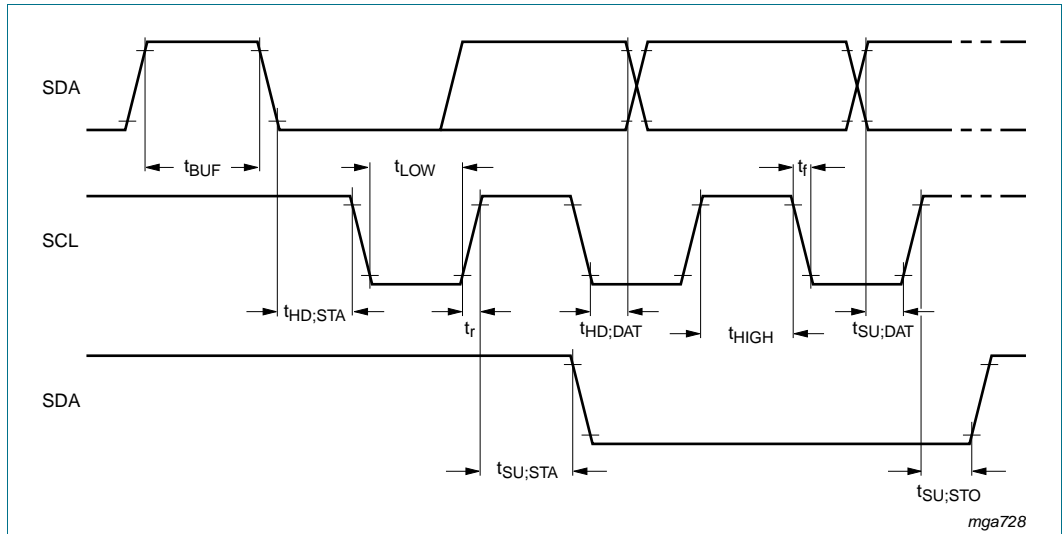 SDA
tBUF
tLOW
tf
SCL
tHD;STA
tr
tHD;DAT
tHIGH
tSU;DAT
SDA
tSU;STA
tSU;STO
mga728